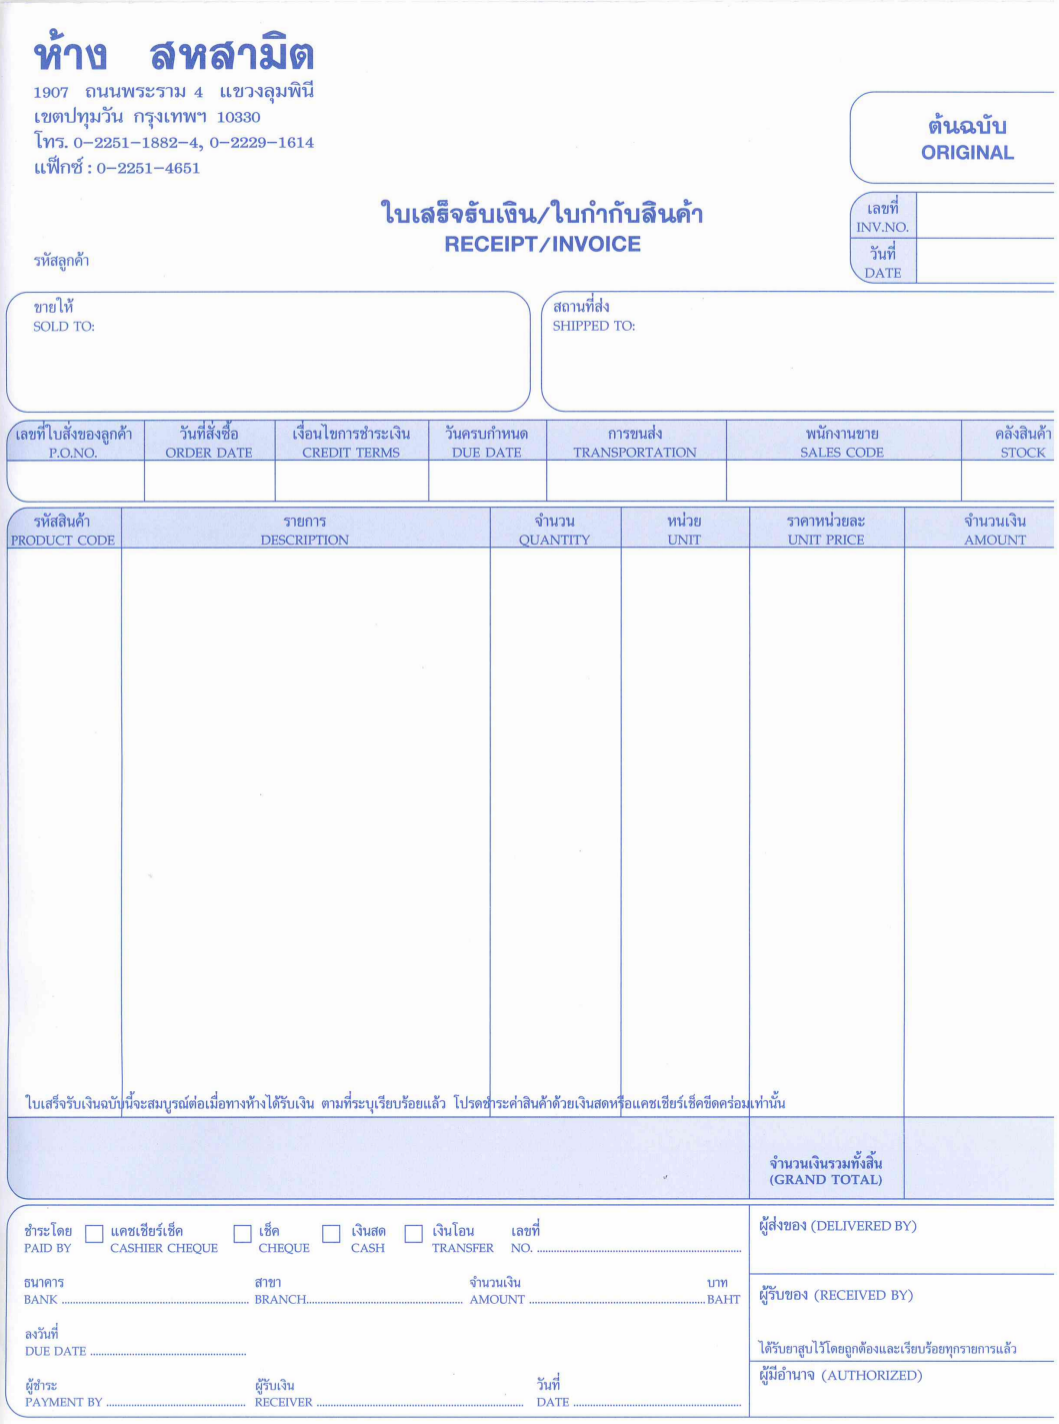 ห้าง สหสามิต
1907 ถนนพระราม 4 แขวงลุมพินี
เขตปทุมวัน กรุงเทพฯ 10330
โทร. 0-2251-1882-4, 0-2229-1614
แฟ็กซ์ : 0-2251-4651
ต้นฉบับ
ORIGINAL
ใบเสร็จรับเงิน/ใบกำกับสินค้า
RECEIPT/INVOICE
เลขที่
INV.NO.
วันที่
DATE
รหัสลูกค้า
ขายให้
SOLD TO:
สถานที่ส่ง
SHIPPED TO:
เลขที่ใบสั่งของลูกค้า วันที่สั่งซื้อ เงื่อนไขการชำระเงิน วันครบกำหนด การขนส่ง พนักงานขาย คลังสินค้า
P.O.NO. ORDER DATE CREDIT TERMS DUE DATE TRANSPORTATION SALES CODE STOCK
รหัสสินค้า รายการ จำนวน หน่วย ราคาหน่วยละ จำนวนเงิน
PRODUCT CODE DESCRIPTION QUANTITY UNIT UNIT PRICE AMOUNT
ใบเสร็จรับเงินฉบับนี้จะสมบูรณ์ต่อเมื่อทางห้างได้รับเงิน ตามที่ระบุเรียบร้อยแล้ว โปรดชำระค่าสินค้าด้วยเงินสดหรือแคชเชียร์เช็คขีดคร่อมเท่านั้น
จำนวนเงินรวมทั้งสิ้น
(GRAND TOTAL)
ชำระโดย แคชเชียร์เช็ค เช็ค เงินสด เงินโอน เลขที่
PAID BY CASHIER CHEQUE CHEQUE CASH TRANSFER NO.
ธนาคาร สาขา จำนวนเงิน บาท
BANK BRANCH AMOUNT BAHT
ลงวันที่
DUE DATE
ผู้ชำระ ผู้รับเงิน วันที่
PAYMENT BY RECEIVER DATE
ผู้ส่งของ (DELIVERED BY)
ผู้รับของ (RECEIVED BY)
ได้รับยาสูบไว้โดยถูกต้องและเรียบร้อยทุกรายการแล้ว
ผู้มีอำนาจ (AUTHORIZED)